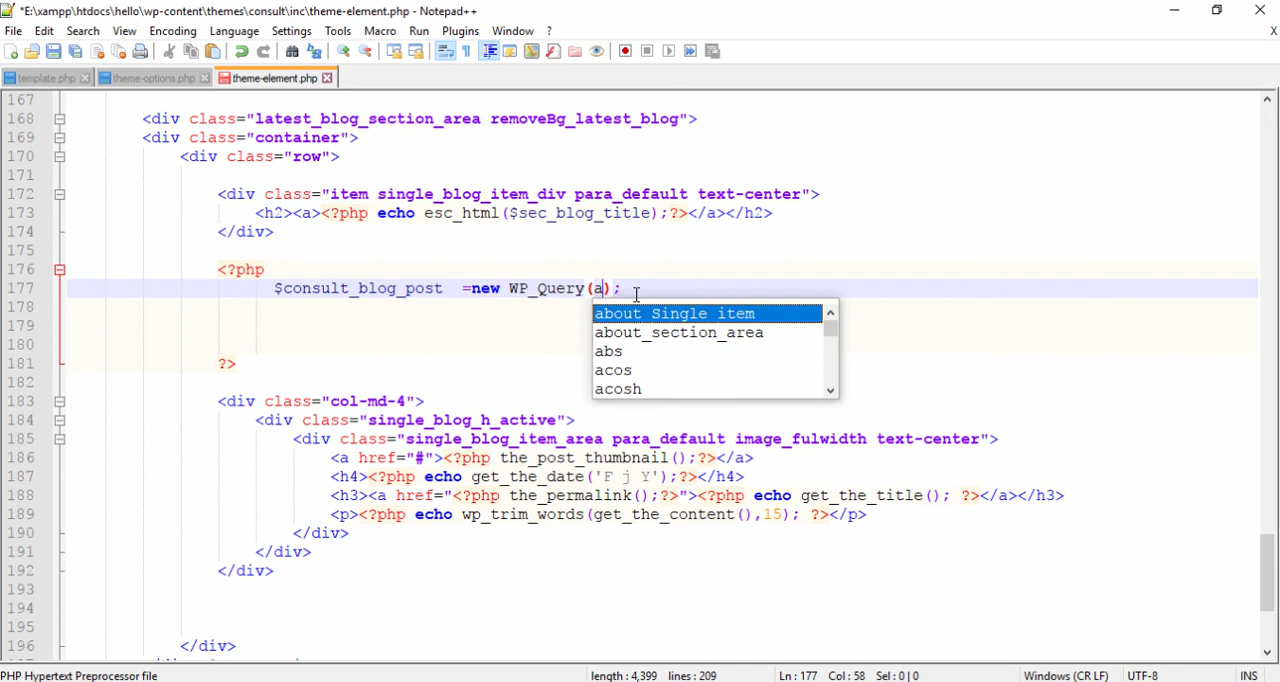 *E:\xampp\htdocs\hello\wp-content\themes\consult\inc\theme-element.php - Notepad++
File Edit Search View Encoding Language Settings Tools Macro Run Plugins Window ?
X
template.php theme-options.php theme-element.php
167
168 <div class="latest_blog_section_area removeBg_latest_blog">
169 <div class="container">
170 <div class="row">
171
172 <div class="item single_blog_item_div para_default text-center">
173 <h2><a><?php echo esc_html($sec_blog_title);?></a></h2>
174 </div>
175
176 <?php
177 $consult_blog_post =new WP_Query(a);
178
179
180
181 ?>
182
183 <div class="col-md-4">
184 <div class="single_blog_h_active">
185 <div class="single_blog_item_area para_default image_fulwidth text-center">
186 <a href="#"><?php the_post_thumbnail();?></a>
187 <h4><?php echo get_the_date('F j Y');?></h4>
188 <h3><a href="<?php the_permalink();?>"><?php echo get_the_title(); ?></a></h3>
189 <p><?php echo wp_trim_words(get_the_content(),15); ?></p>
190 </div>
191 </div>
192 </div>
193
194
195
196 </div>
about Single item
about_section_area
abs
acos
acosh
PHP Hypertext Preprocessor file length : 4,399 lines : 209 Ln : 177 Col : 58 Sel : 0 | 0 Windows (CR LF) UTF-8 INS